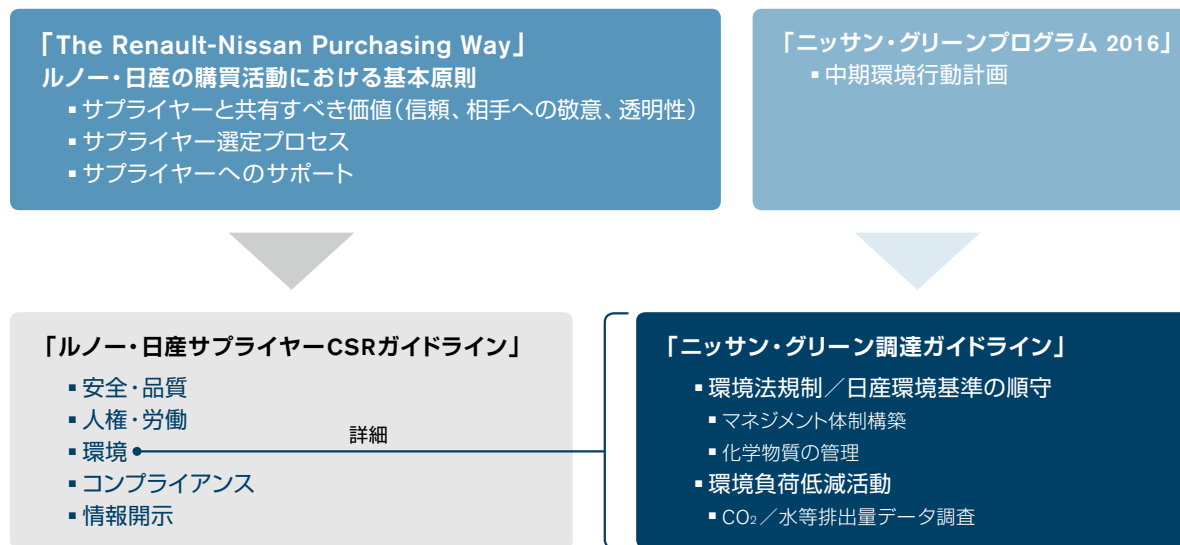 「The Renault-Nissan Purchasing Way」
ルノー・日産の購買活動における基本原則
▪サプライヤーと共有すべき価値（信頼、相手への敬意、透明性）
▪サプライヤー選定プロセス
▪サプライヤーへのサポート
「ニッサン・グリーンプログラム 2016」
▪中期環境行動計画
「ルノー・日産サプライヤーCSRガイドライン」
▪安全・品質
▪人権・労働
▪環境
▪コンプライアンス
▪情報開示
詳細
「ニッサン・グリーン調達ガイドライン」
▪環境法規制／日産環境基準の順守
▪マネジメント体制構築
▪化学物質の管理
▪環境負荷低減活動
▪CO₂／水等排出量データ調査